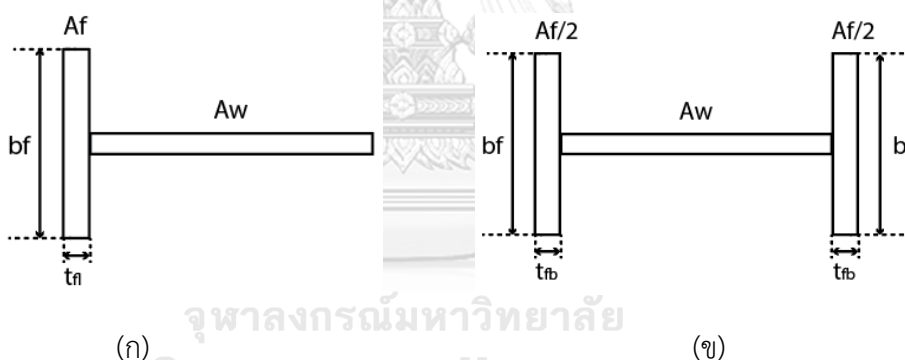 Af
Aw
bf
tfl
Af/2
Af/2
Aw
bf
b
tfb
tfb
จุฬาลงกรณ์มหาวิทยาลัย
(ก)
(ข)